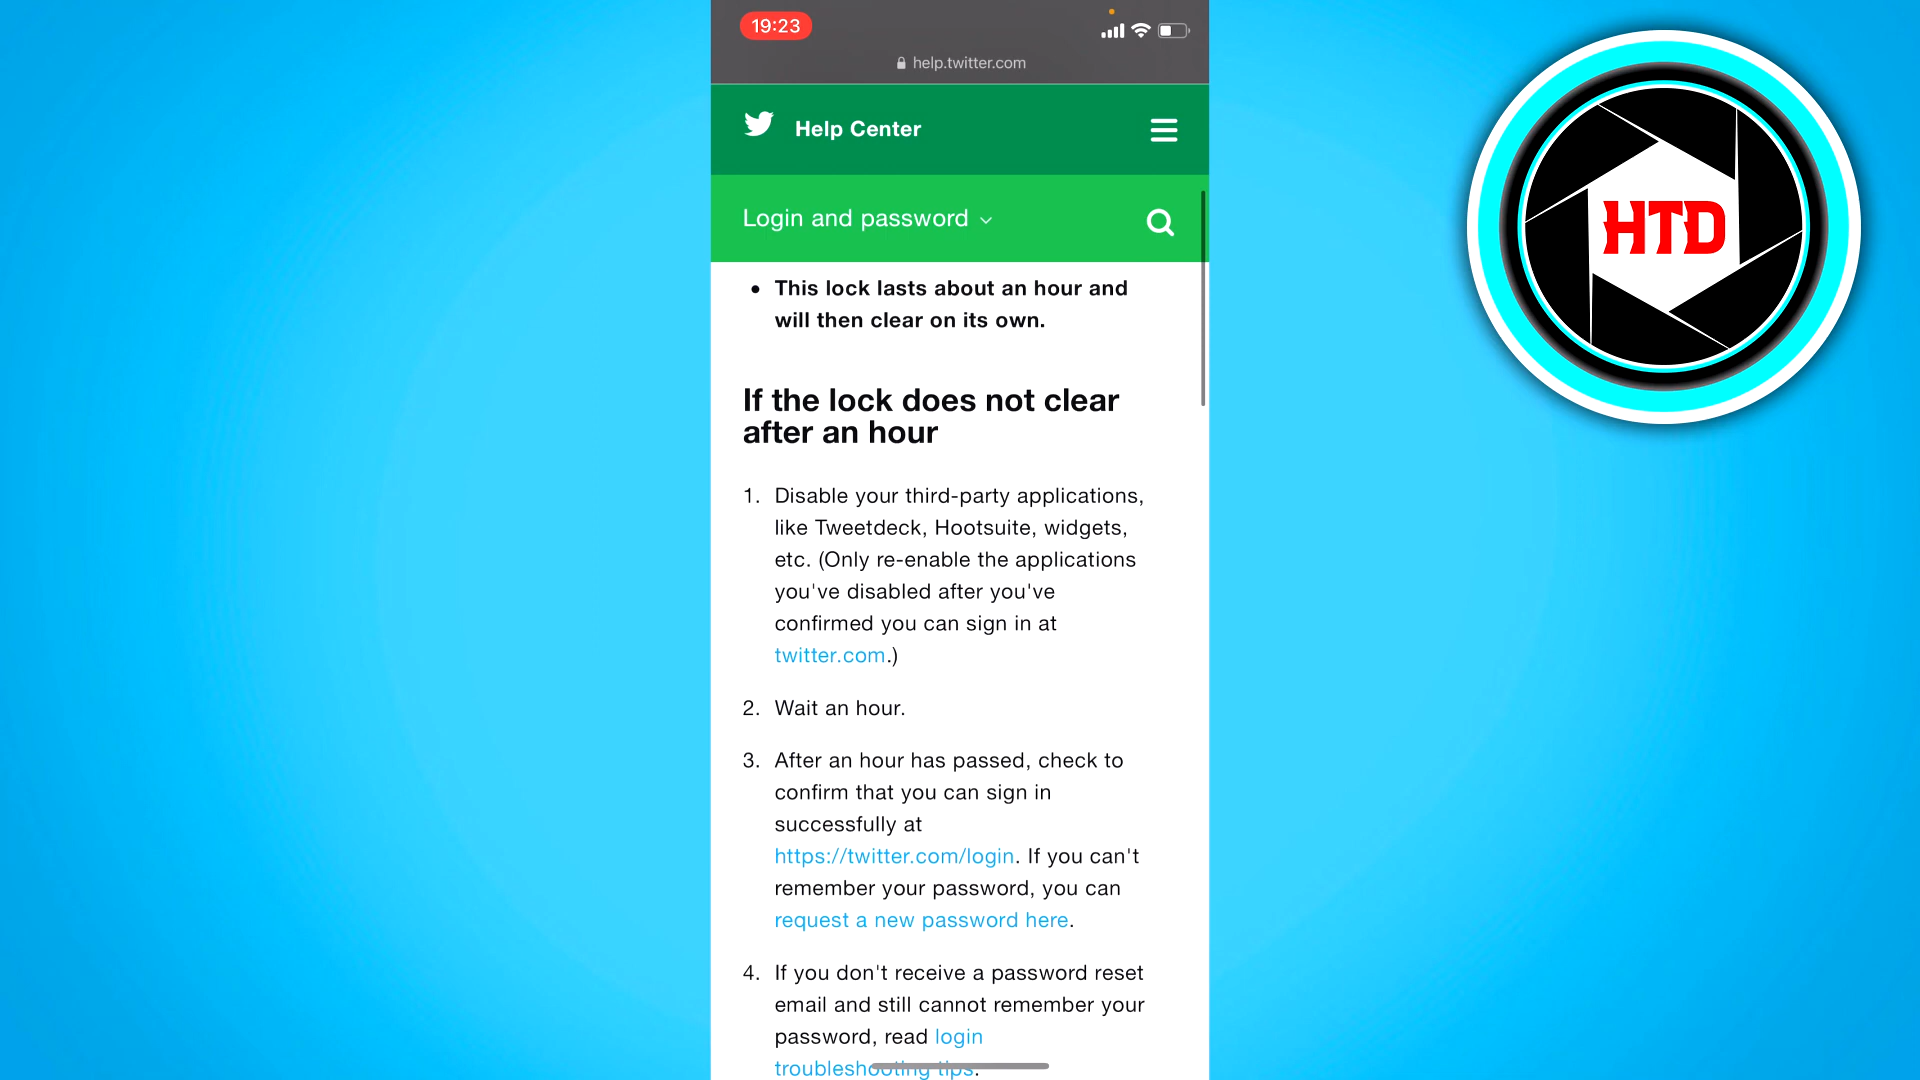 19:23
help.twitter.com
Help Center
Login and password
HTD
• This lock lasts about an hour and
will then clear on its own.
If the lock does not clear
after an hour
1. Disable your third-party applications,
like Tweetdeck, Hootsuite, widgets,
etc. (Only re-enable the applications
you've disabled after you've
confirmed you can sign in at
twitter.com.)
2. Wait an hour.
3. After an hour has passed, check to
confirm that you can sign in
successfully at
https://twitter.com/login. If you can't
remember your password, you can
request a new password here.
4. If you don't receive a password reset
email and still cannot remember your
password, read login
troubleshooting tips.